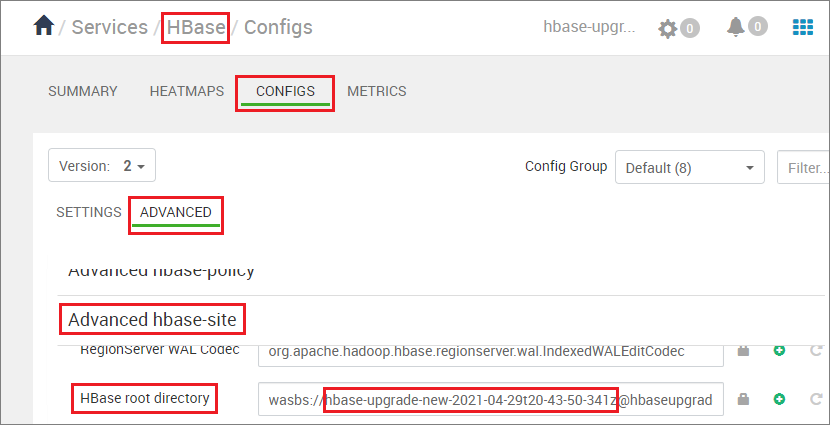 / Services / HBase / Configs
hbase-upgr... 0 0
SUMMARY HEATMAPS CONFIGS METRICS
Version: 2
Config Group Default (8) Filter...
SETTINGS ADVANCED
Advanced hbase-policy
Advanced hbase-site
RegionServer WAL Codec org.apache.hadoop.hbase.regionserver.wal.IndexedWALEditCodec
HBase root directory wasbs://hbase-upgrade-new-2021-04-29t20-43-50-341z@hbaseupgrad